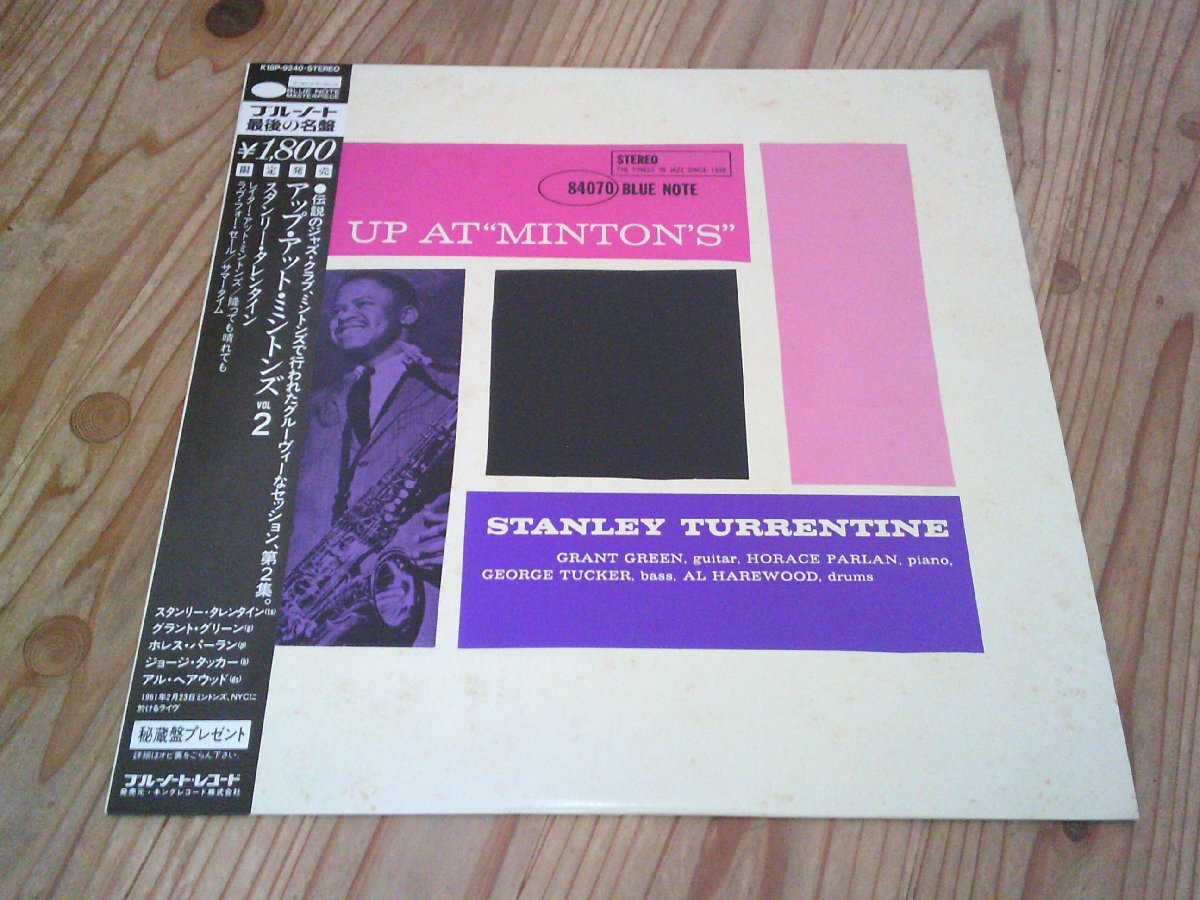 K18P-9240・STEREO
BLUE NOTE
MASTERPIECE
ブルーノート
最後の名盤
¥1,800
限定発売
●伝説のジャズ・クラブ、ミントンズで行われたグルーヴィーなセッション、第2集。
アップ・アット・ミントンズ VOL 2
スタンリー・タレンタイン
レイター・アット・ミントンズ/降っても晴れても
ラヴ・フォー・セール/サマータイム
スタンリー・タレンタイン(ts)
グラント・グリーン(g)
ホレス・パーラン(p)
ジョージ・タッカー(b)
アル・ヘアウッド(ds)
1961年2月23日ミントンズ、NYCに
於けるライヴ
秘蔵盤プレゼント
詳細はオビ裏をごらん下さい
ブルーノート・レコード
発売元・キングレコード株式会社
STEREO
THE FINEST IN JAZZ SINCE 1939
84070 BLUE NOTE
UP AT “MINTON'S”
STANLEY TURRENTINE
GRANT GREEN, guitar, HORACE PARLAN, piano,
GEORGE TUCKER, bass, AL HAREWOOD, drums